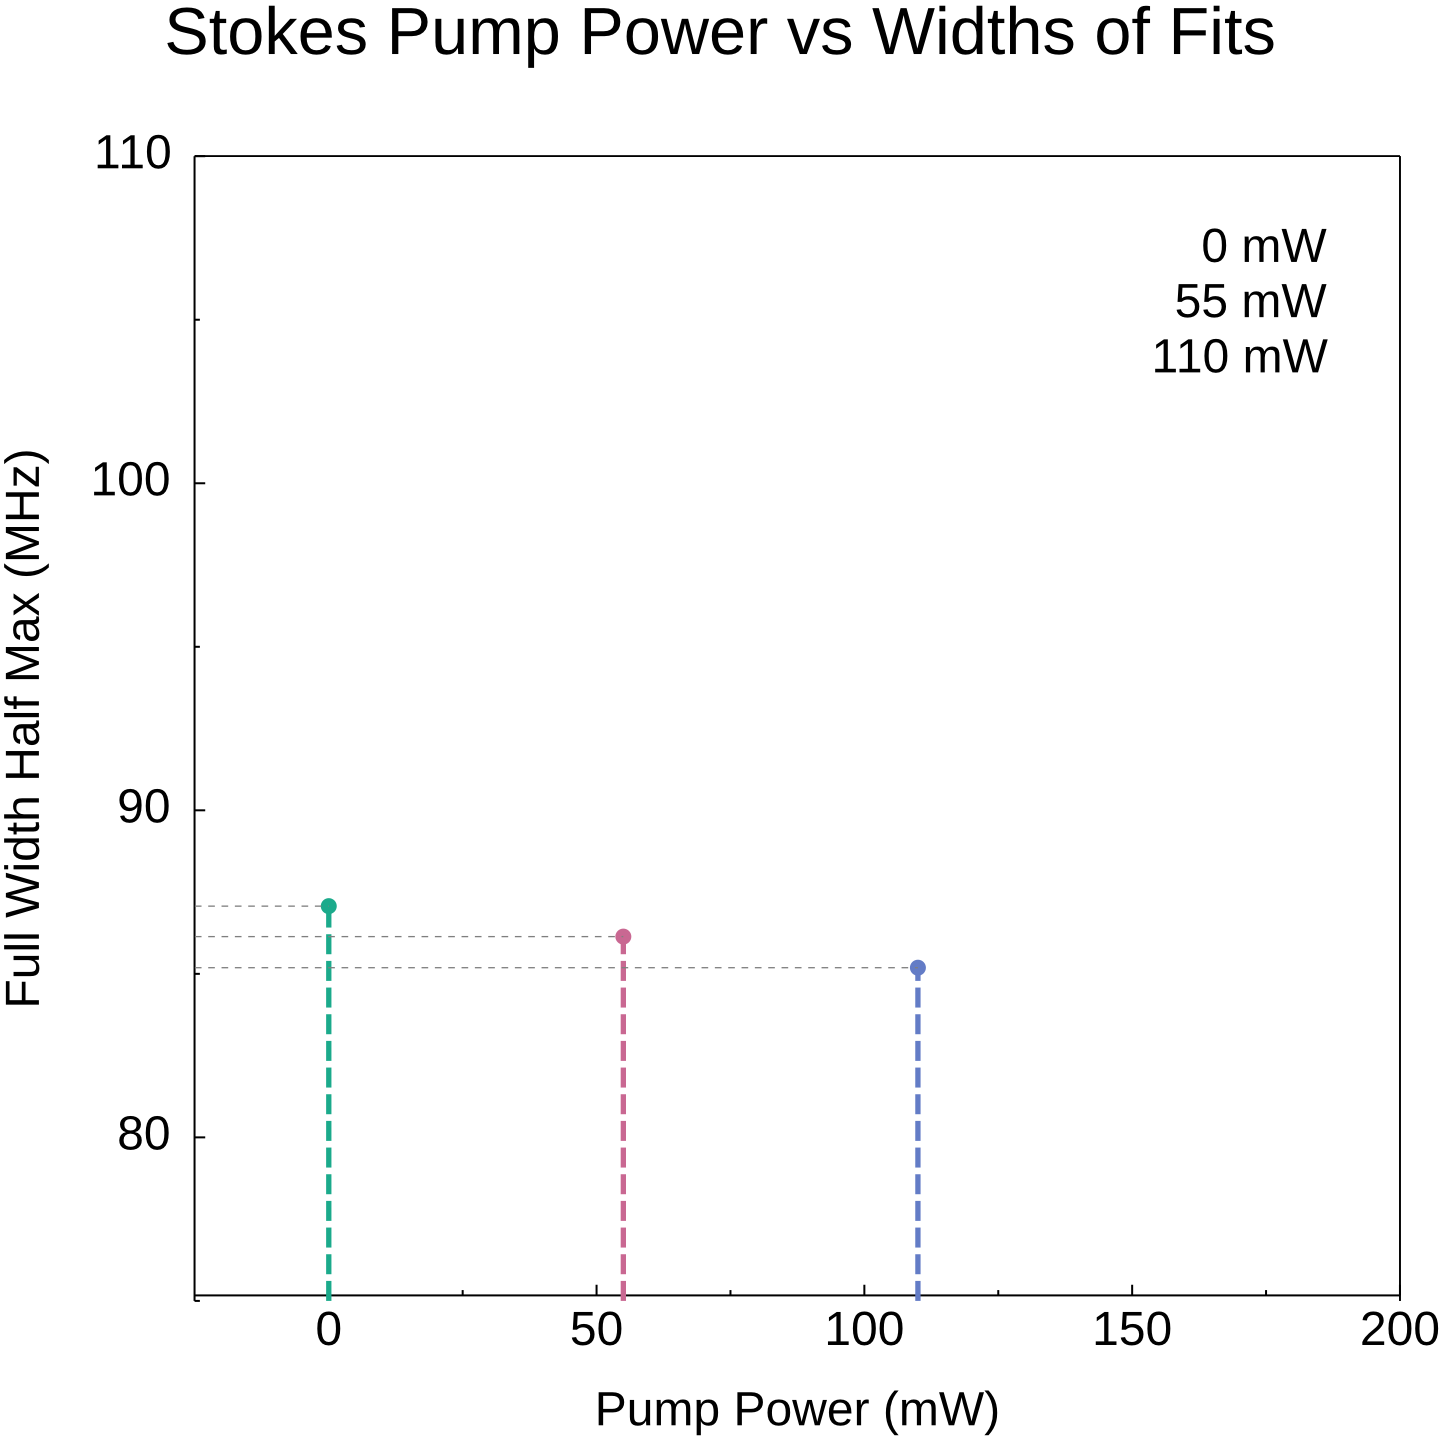 Stokes Pump Power vs Widths of Fits
110
0 mW
55 mW
110 mW
100
90
80
Full Width Half Max (MHz)
0 50 100 150 200
Pump Power (mW)